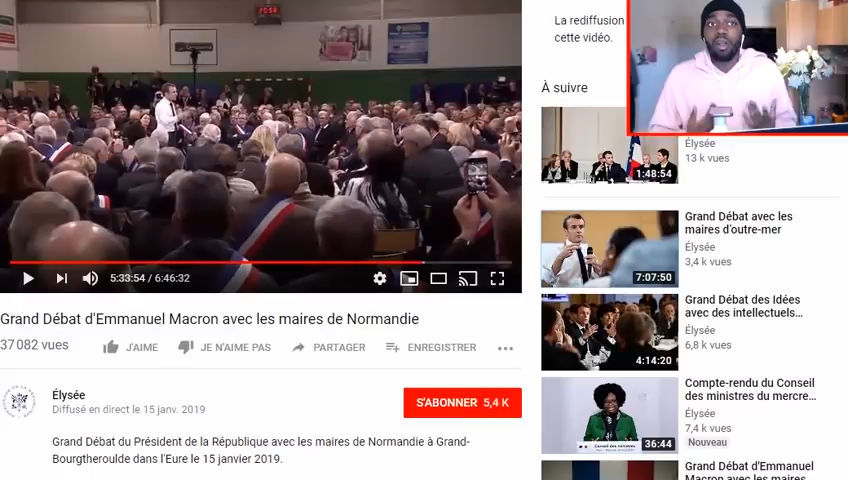 La rediffusion
cette vidéo.
À suivre
Élysée
13 k vues
1:48:54
Grand Débat avec les
maires d'outre-mer
Élysée
3,4 k vues
7:07:50
Grand Débat des Idées
avec des intellectuels...
Élysée
6,8 k vues
4:14:20
Compte-rendu du Conseil
des ministres du mercre...
Élysée
7,4 k vues
Nouveau
36:44
Grand Débat d'Emmanuel
Macron avec les maires
5:33:54 / 6:46:32
Grand Débat d'Emmanuel Macron avec les maires de Normandie
37 082 vues
J'AIME
JE N'AIME PAS
PARTAGER
ENREGISTRER
Élysée
Diffusé en direct le 15 janv. 2019
S'ABONNER 5,4 K
Grand Débat du Président de la République avec les maires de Normandie à Grand-
Bourgtheroulde dans l'Eure le 15 janvier 2019.